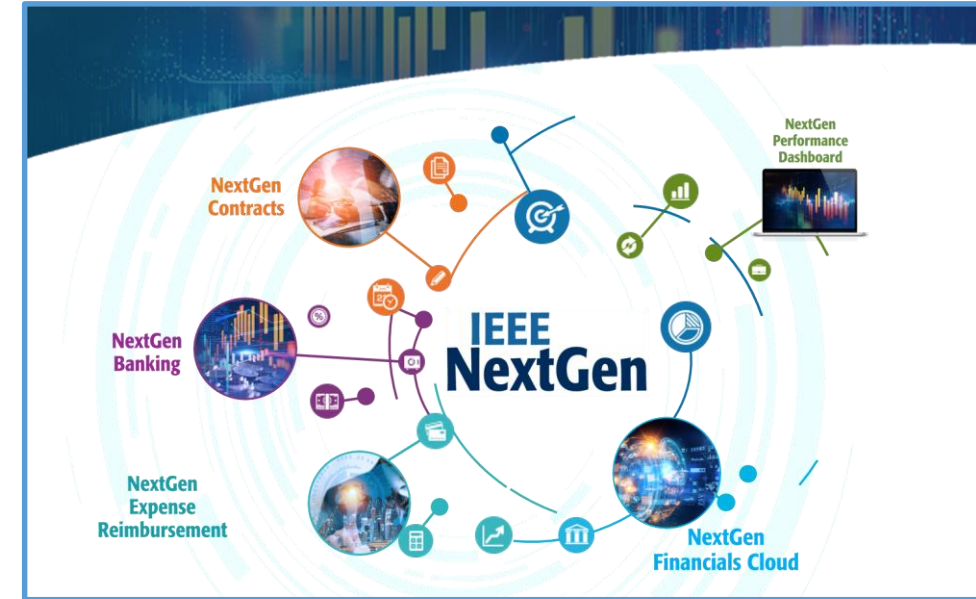 NextGen
Performance
Dashboard
NextGen
Contracts
IEEE
NextGen
NextGen
Banking
NextGen
Expense
Reimbursement
NextGen
Financials Cloud